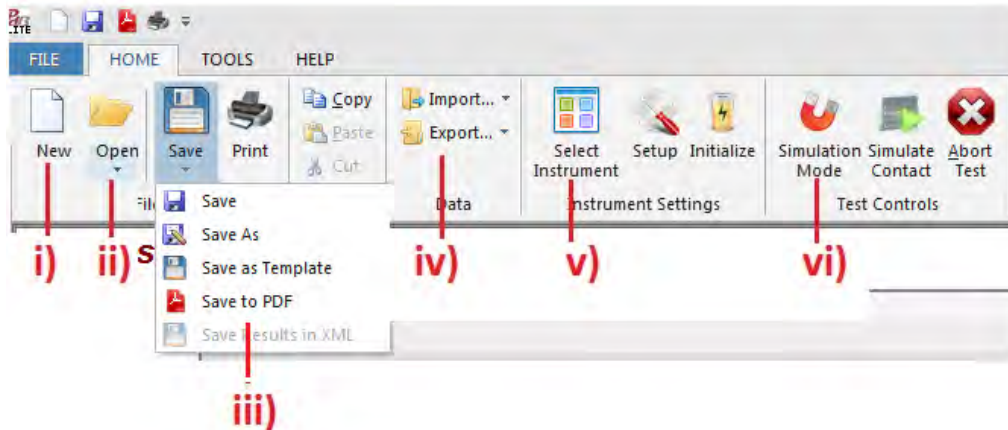 LITE
FILE HOME TOOLS HELP
New Open Save Print Copy Paste Cut
Import... Export...
Select Instrument Setup Initialize
Simulation Mode Simulate Contact Abort Test
Data Instrument Settings Test Controls
Save
Save As
Save as Template
Save to PDF
Save Results in XML
i) ii) S iv) v) vi)
iii)